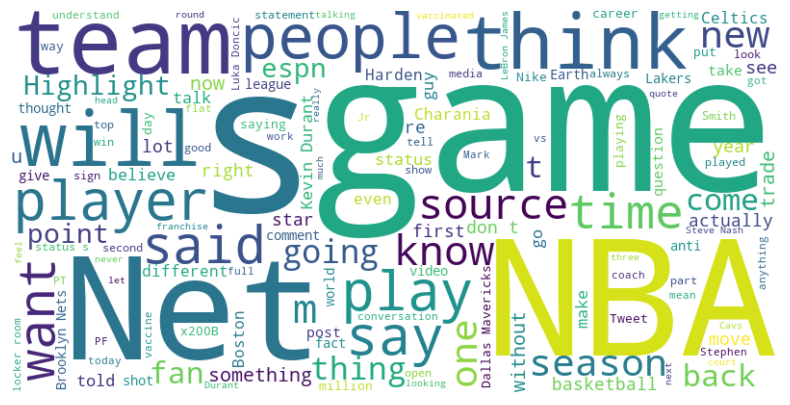 understand
round
statement
talking
vaccinated
getting
team
people
think
new
way
Luka Doncic
career
LeBron James
Celtics
put
look
Highlight
now
league
espn
Harden
guy
media
Nike
Earth
always
Lakers
take
see
got
thought
talk
head
flat
saying
Kevin Durant
Jr
re
Charania
vs
quote
Smith
will
s
game
u
top
win
day
good
work
really
tell
t
playing
question
year
played
lot
right
status
Mark
give
sign
believe
much
show
even
player
star
source
time
come
trade
point
said
going
comment
first
don t
know
go
actually
Steve Nash
feel
franchise
status s
second
different
full
world
video
anti
three
anything
want
never
Net
m
play
NBA
PT
let
conversation
Dallas Mavericks
make
coach
part
mean
locker room
Brooklyn Nets
PF
vaccine
x200B
Boston
post
fact
say
one
without
Tweet
Cavs
move
today
fan
something
thing
season
Stephen
court
back
told
shot
Durant
million
open
looking
basketball
next